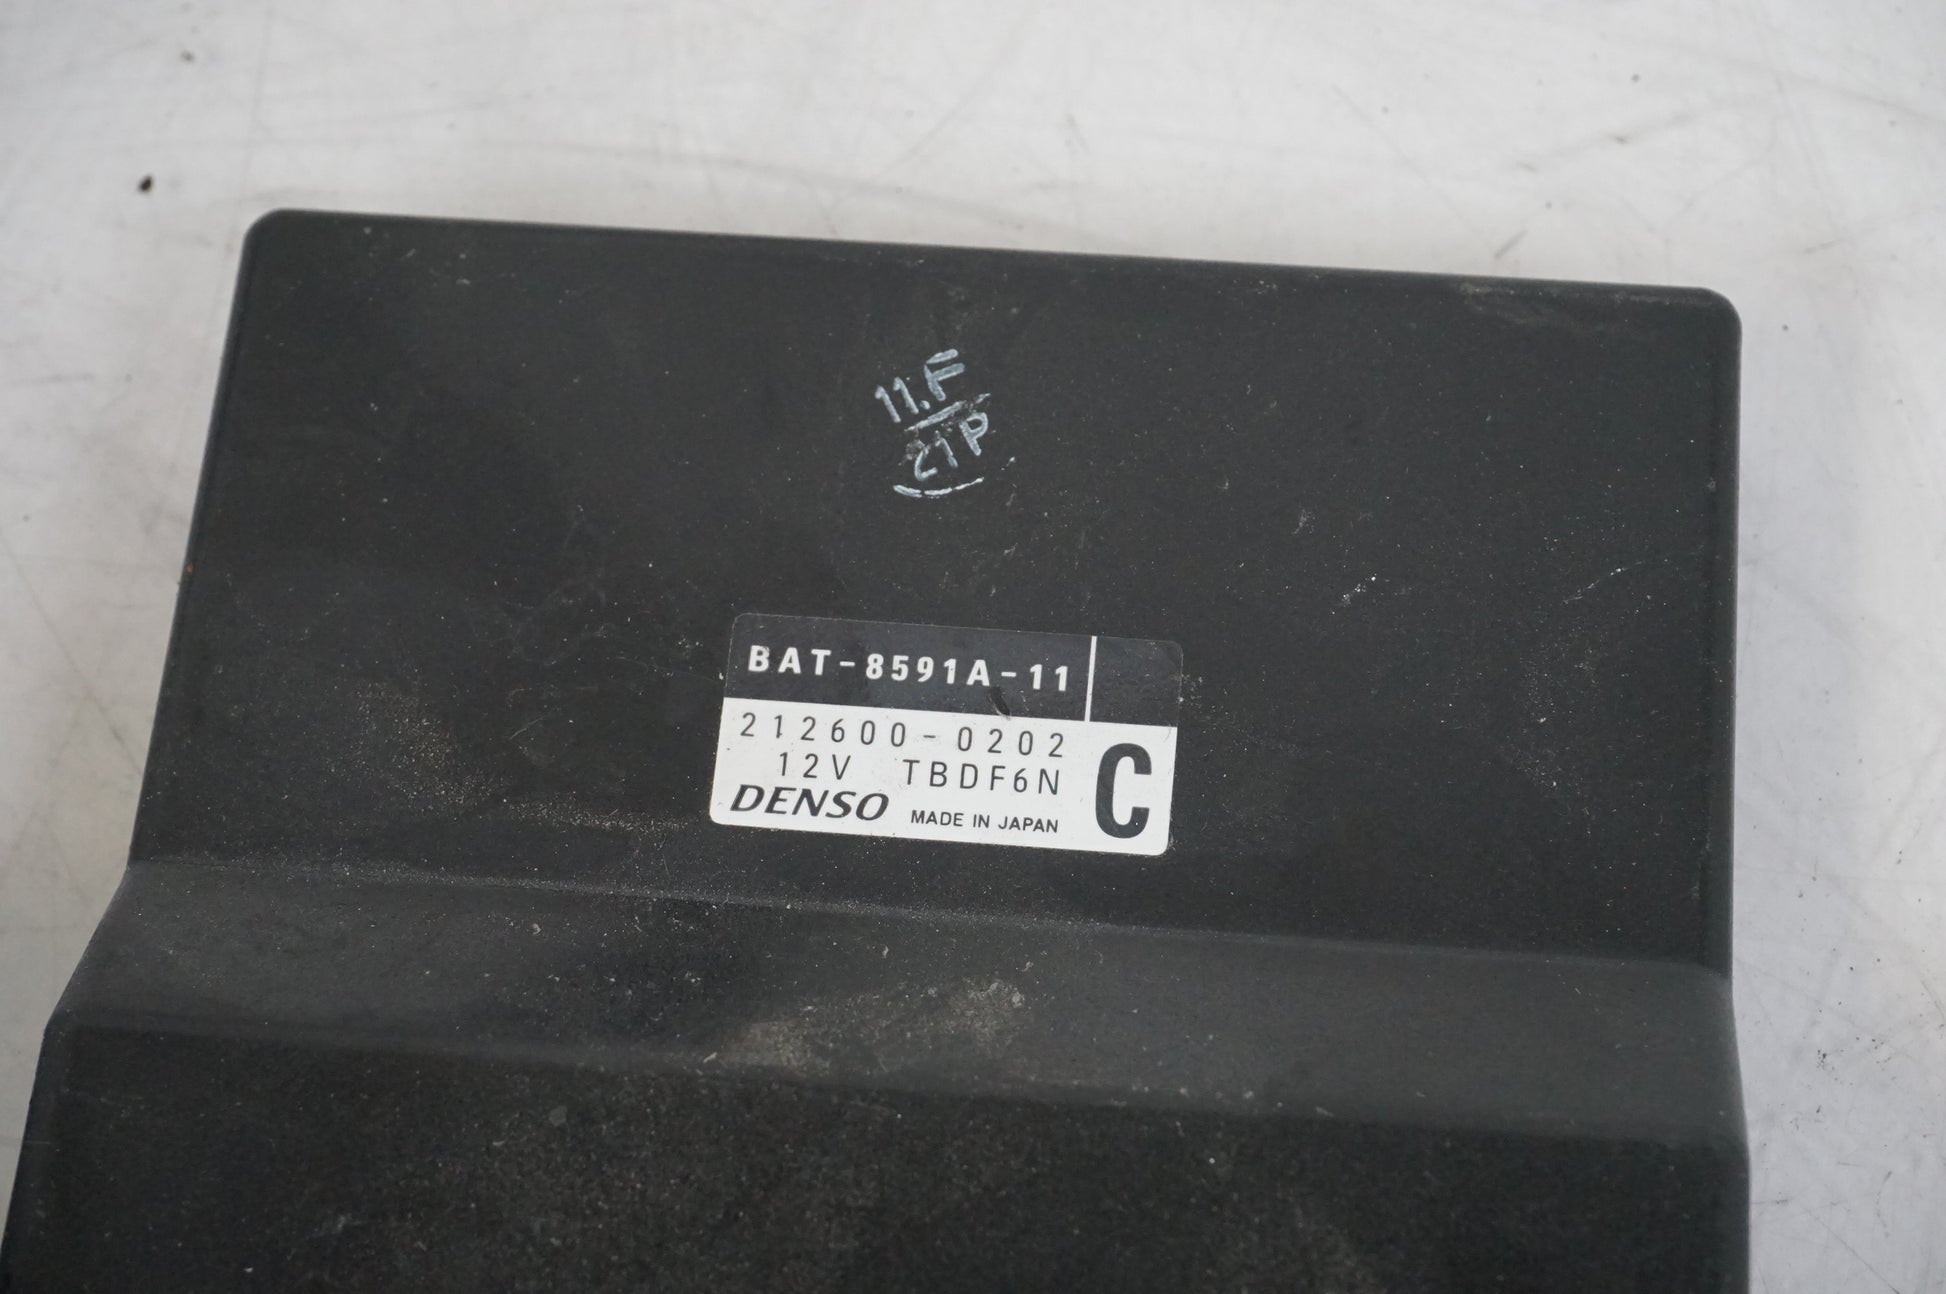 11.F
21P
BAT-8591A-11
212600-0202
12V TBDF6N
C
DENSO MADE IN JAPAN